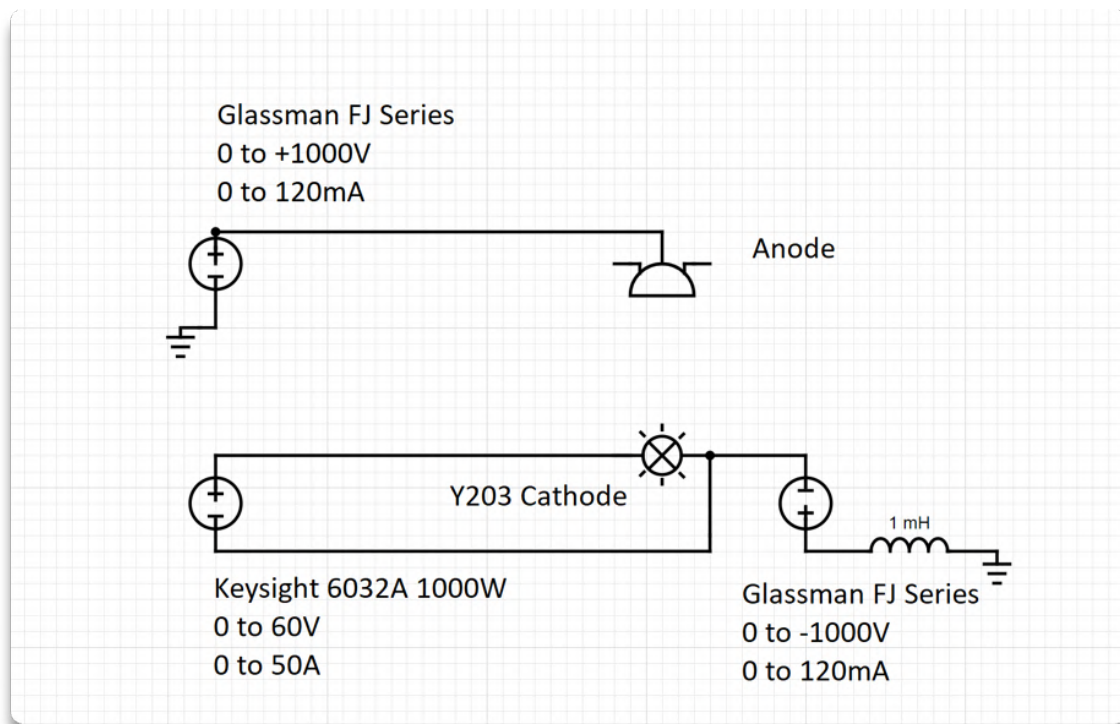 Glassman FJ Series
0 to +1000V
0 to 120mA
Anode
Y203 Cathode
1 mH
Keysight 6032A 1000W
0 to 60V
0 to 50A
Glassman FJ Series
0 to -1000V
0 to 120mA